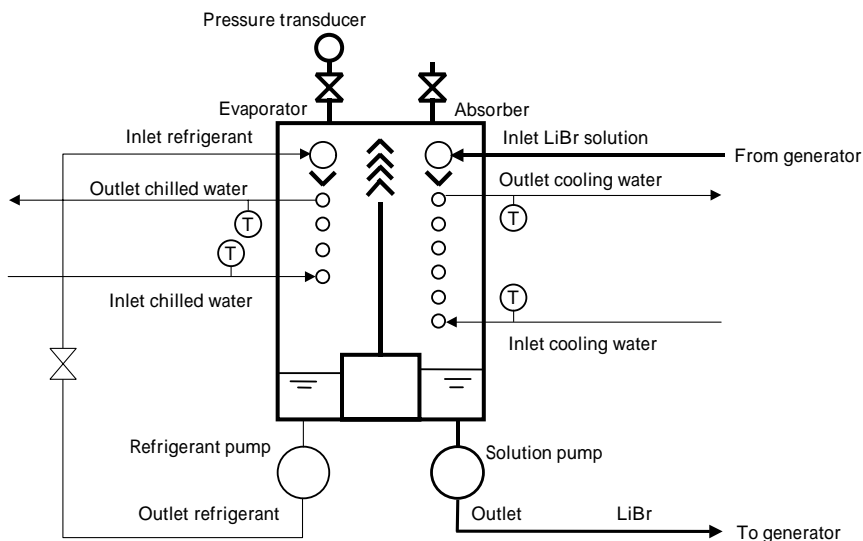 Pressure transducer
Evaporator
Absorber
Inlet refrigerant
Inlet LiBr solution
From generator
Outlet chilled water
Outlet cooling water
T
T
T
Inlet chilled water
T
Inlet cooling water
Refrigerant pump
Solution pump
Outlet refrigerant
Outlet LiBr
To generator